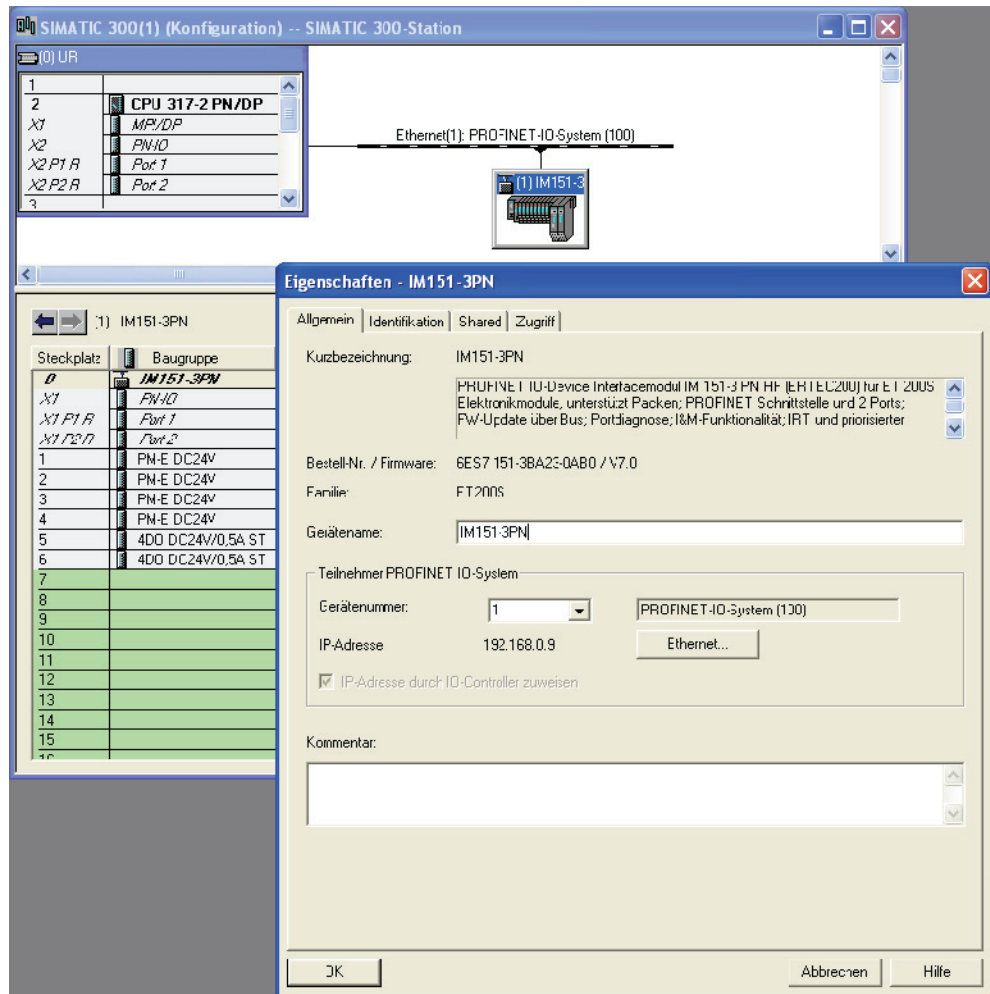 SIMATIC 300(1) (Konfiguration) -- SIMATIC 300-Station
(0) UR
1
2 CPU 317-2 PN/DP
X1 MPI/DP
X2 PN-IO
X2 P1 R Port 1
X2 P2 R Port 2
3
Ethernet(1): PROFINET-IO-System (100)
(1) IM151-3
(1) IM151-3PN
Steckplatz Baugruppe
0 IM151-3PN
X1 PN-IO
X1 P1 R Port 1
X1 P2 R Port 2
1 PM-E DC24V
2 PM-E DC24V
3 PM-E DC24V
4 PM-E DC24V
5 4DO DC24V/0,5A ST
6 4DO DC24V/0,5A ST
7
8
9
10
11
12
13
14
15
16
Eigenschaften - IM151-3PN
Allgemein Identifikation Shared Zugriff
Kurzbezeichnung: IM151-3PN
PROFINET IO-Device Interfacemodul IM 151-3 PN HF (ERTEC200) für ET 200S
Elektronikmodule, unterstüzt Packen; PROFINET Schnittstelle und 2 Ports;
FW-Update über Bus; Portdiagnose; I&M-Funktionalität; IRT und priorisierter
Bestell-Nr. / Firmware: 6ES7 151-3BA23-0AB0 / V7.0
Familie: ET200S
Gerätename: IM151-3PN
Teilnehmer PROFINET IO-System
Gerätenummer: 1 PROFINET-IO-System (100)
IP-Adresse 192.168.0.9 Ethernet...
IP-Adresse durch IO-Controller zuweisen
Kommentar:
OK Abbrechen Hilfe